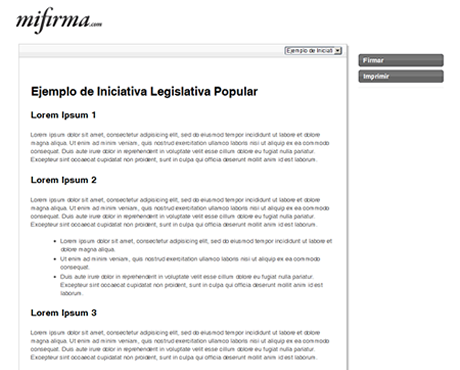 mifirma.com
Ejemplo de Iniciati
Firmar
Imprimir
Ejemplo de Iniciativa Legislativa Popular
Lorem Ipsum 1
Lorem ipsum dolor sit amet, consectetur adipisicing elit, sed do eiusmod tempor incididunt ut labore et dolore
magna aliqua. Ut enim ad minim veniam, quis nostrud exercitation ullamco laboris nisi ut aliquip ex ea commodo
consequat. Duis aute irure dolor in reprehenderit in voluptate velit esse cillum dolore eu fugiat nulla pariatur.
Excepteur sint occaecat cupidatat non proident, sunt in culpa qui officia deserunt mollit anim id est laborum.
Lorem Ipsum 2
Lorem ipsum dolor sit amet, consectetur adipisicing elit, sed do eiusmod tempor incididunt ut labore et dolore
magna aliqua. Ut enim ad minim veniam, quis nostrud exercitation ullamco laboris nisi ut aliquip ex ea commodo
consequat. Duis aute irure dolor in reprehenderit in voluptate velit esse cillum dolore eu fugiat nulla pariatur.
Excepteur sint occaecat cupidatat non proident, sunt in culpa qui officia deserunt mollit anim id est laborum.
Lorem ipsum dolor sit amet, consectetur adipisicing elit, sed do eiusmod tempor incididunt ut labore et
dolore magna aliqua.
Ut enim ad minim veniam, quis nostrud exercitation ullamco laboris nisi ut aliquip ex ea commodo
consequat.
Duis aute irure dolor in reprehenderit in voluptate velit esse cillum dolore eu fugiat nulla pariatur.
Excepteur sint occaecat cupidatat non proident, sunt in culpa qui officia deserunt mollit anim id est
laborum.
Lorem Ipsum 3
Lorem ipsum dolor sit amet, consectetur adipisicing elit, sed do eiusmod tempor incididunt ut labore et dolore
magna aliqua. Ut enim ad minim veniam, quis nostrud exercitation ullamco laboris nisi ut aliquip ex ea commodo
consequat. Duis aute irure dolor in reprehenderit in voluptate velit esse cillum dolore eu fugiat nulla pariatur.
Excepteur sint occaecat cupidatat non proident, sunt in culpa qui officia deserunt mollit anim id est laborum.